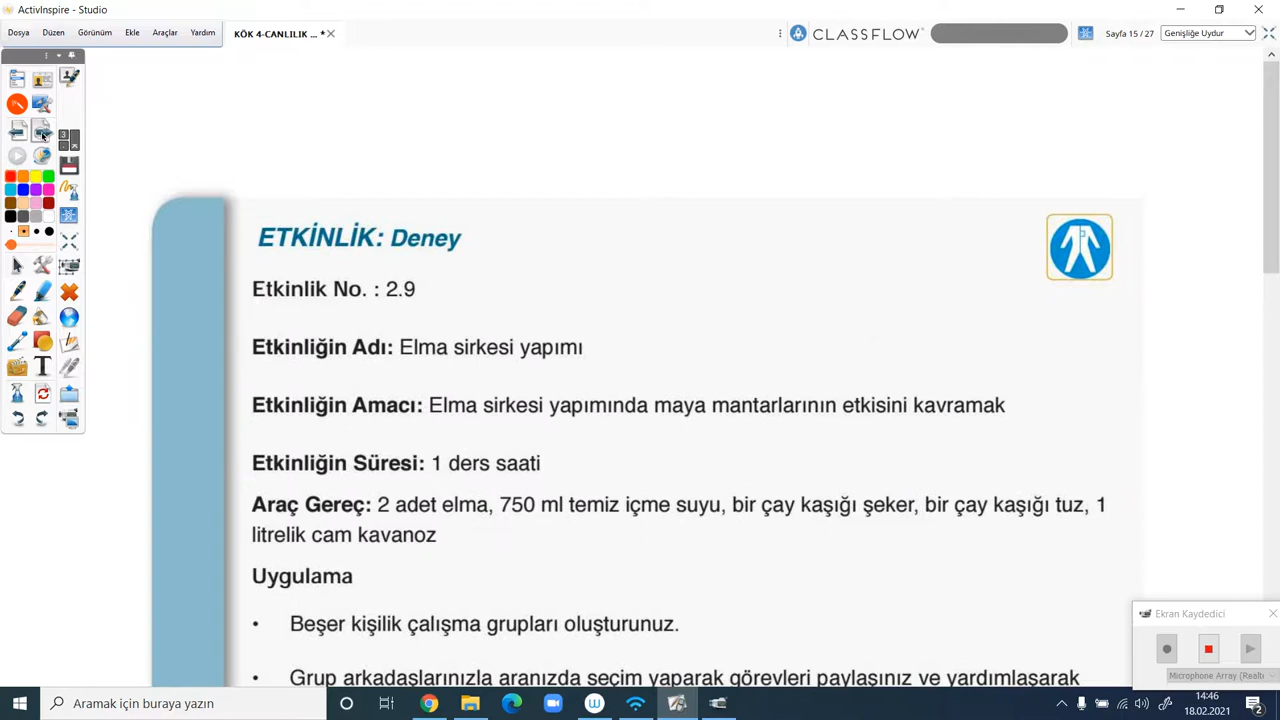 ActivInspire - Studio
Dosya Düzen Görünüm Ekle Araçlar Yardım
KÖK 4-CANLILIK ... *
CLASSFLOW
Sayfa 15 / 27
Genişliğe Uydur
3
ETKİNLİK: Deney
Etkinlik No. : 2.9
Etkinliğin Adı: Elma sirkesi yapımı
Etkinliğin Amacı: Elma sirkesi yapımında maya mantarlarının etkisini kavramak
Etkinliğin Süresi: 1 ders saati
Araç Gereç: 2 adet elma, 750 ml temiz içme suyu, bir çay kaşığı şeker, bir çay kaşığı tuz, 1
litrelik cam kavanoz
Uygulama
• Beşer kişilik çalışma grupları oluşturunuz.
• Grup arkadaşlarınızla aranızda seçim yaparak görevleri paylaşınız ve yardımlaşarak
Ekran Kaydedici
Microphone Array (Realt
Aramak için buraya yazın
14:46
18.02.2021
2